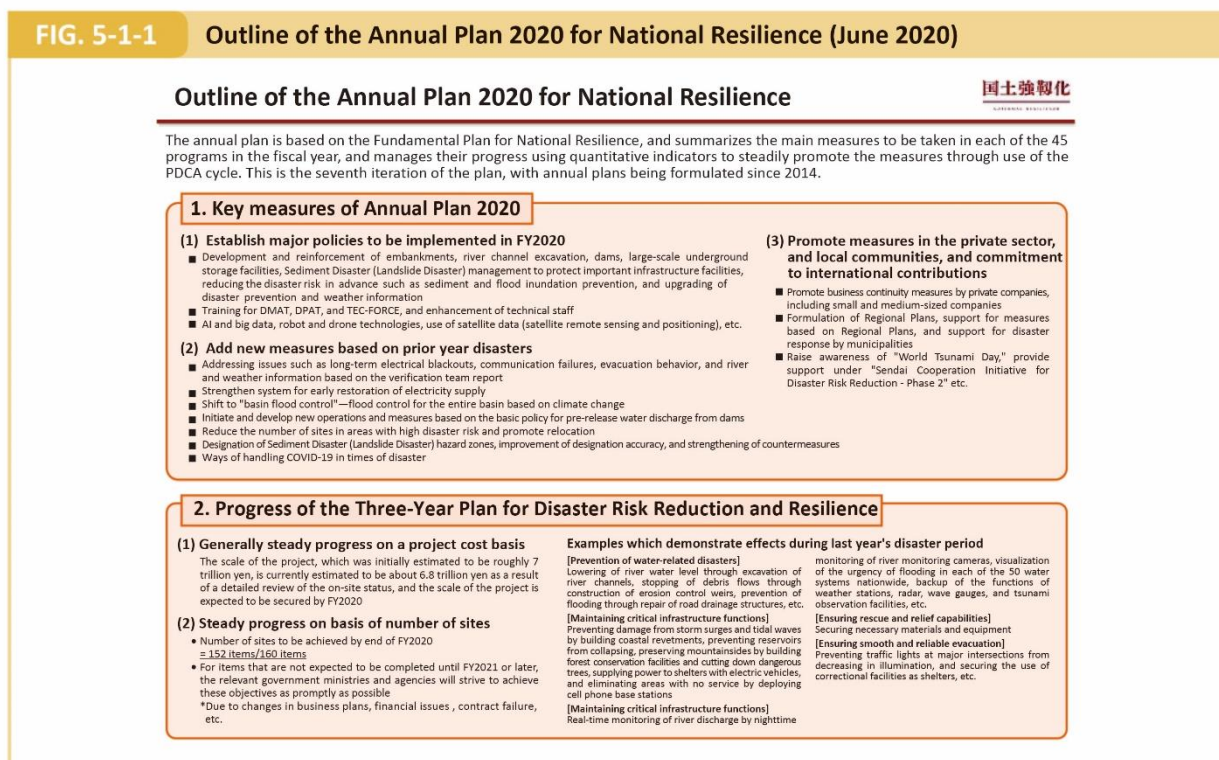 FIG. 5-1-1
Outline of the Annual Plan 2020 for National Resilience (June 2020)
Outline of the Annual Plan 2020 for National Resilience
国土強靱化
The annual plan is based on the Fundamental Plan for National Resilience, and summarizes the main measures to be taken in each of the 45
programs in the fiscal year, and manages their progress using quantitative indicators to steadily promote the measures through use of the
PDCA cycle. This is the seventh iteration of the plan, with annual plans being formulated since 2014.
1. Key measures of Annual Plan 2020
(1) Establish major policies to be implemented in FY2020
■ Development and reinforcement of embankments, river channel excavation, dams, large-scale underground
storage facilities, Sediment Disaster (Landslide Disaster) management to protect important infrastructure facilities,
reducing the disaster risk in advance such as sediment and flood inundation prevention, and upgrading of
disaster prevention and weather information
■ Training for DMAT, DPAT, and TEC-FORCE, and enhancement of technical staff
■ AI and big data, robot and drone technologies, use of satellite data (satellite remote sensing and positioning), etc.
(2) Add new measures based on prior year disasters
■ Addressing issues such as long-term electrical blackouts, communication failures, evacuation behavior, and river
and weather information based on the verification team report
■ Strengthen system for early restoration of electricity supply
■ Shift to "basin flood control"—flood control for the entire basin based on climate change
■ Initiate and develop new operations and measures based on the basic policy for pre-release water discharge from dams
■ Reduce the number of sites in areas with high disaster risk and promote relocation
■ Designation of Sediment Disaster (Landslide Disaster) hazard zones, improvement of designation accuracy, and strengthening of countermeasures
■ Ways of handling COVID-19 in times of disaster
(3) Promote measures in the private sector,
and local communities, and commitment
to international contributions
■ Promote business continuity measures by private companies,
including small and medium-sized companies
■ Formulation of Regional Plans, support for measures
based on Regional Plans, and support for disaster
response by municipalities
■ Raise awareness of "World Tsunami Day," provide
support under "Sendai Cooperation Initiative for
Disaster Risk Reduction - Phase 2" etc.
2. Progress of the Three-Year Plan for Disaster Risk Reduction and Resilience
(1) Generally steady progress on a project cost basis
The scale of the project, which was initially estimated to be roughly 7
trillion yen, is currently estimated to be about 6.8 trillion yen as a result
of a detailed review of the on-site status, and the scale of the project is
expected to be secured by FY2020
(2) Steady progress on basis of number of sites
• Number of sites to be achieved by end of FY2020
= 152 items/160 items
• For items that are not expected to be completed until FY2021 or later,
the relevant government ministries and agencies will strive to achieve
these objectives as promptly as possible
*Due to changes in business plans, financial issues , contract failure,
etc.
Examples which demonstrate effects during last year's disaster period
[Prevention of water-related disasters]
Lowering of river water level through excavation of
river channels, stopping of debris flows through
construction of erosion control weirs, prevention of
flooding through repair of road drainage structures, etc.
[Maintaining critical infrastructure functions]
Preventing damage from storm surges and tidal waves
by building coastal revetments, preventing reservoirs
from collapsing, preserving mountainsides by building
forest conservation facilities and cutting down dangerous
trees, supplying power to shelters with electric vehicles,
and eliminating areas with no service by deploying
cell phone base stations
[Maintaining critical infrastructure functions]
Real-time monitoring of river discharge by nighttime
monitoring of river monitoring cameras, visualization
of the urgency of flooding in each of the 50 water
systems nationwide, backup of the functions of
weather stations, radar, wave gauges, and tsunami
observation facilities, etc.
[Ensuring rescue and relief capabilities]
Securing necessary materials and equipment
[Ensuring smooth and reliable evacuation]
Preventing traffic lights at major intersections from
decreasing in illumination, and securing the use of
correctional facilities as shelters, etc.